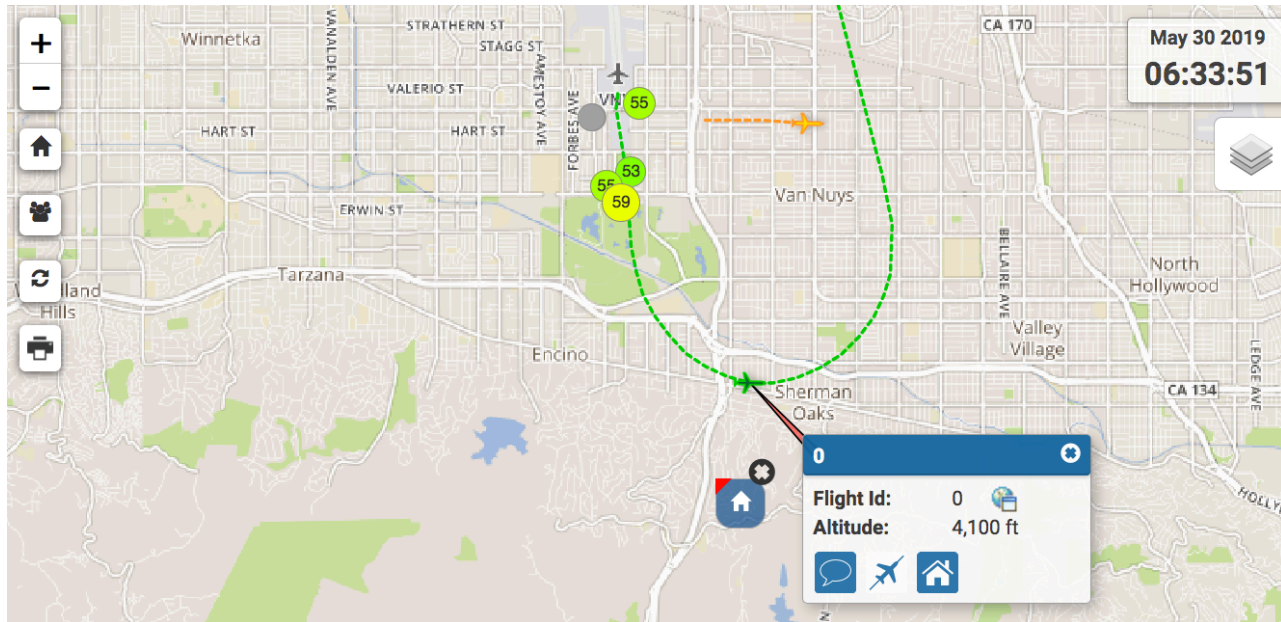 +
−
STRATHERN ST
STAGG ST
Winnetka
VANALDEN AVE
VALERIO ST
AMESTOY AVE
FORBES AVE
HART ST
HART ST
ERWIN ST
55
53
55
59
CA 170
May 30 2019
06:33:51
Van Nuys
BELLAIRE AVE
North
Hollywood
Tarzana
Hills
Encino
Valley
Village
LEDGE AVE
CA 134
Sherman
Oaks
0
Flight Id: 0
Altitude: 4,100 ft